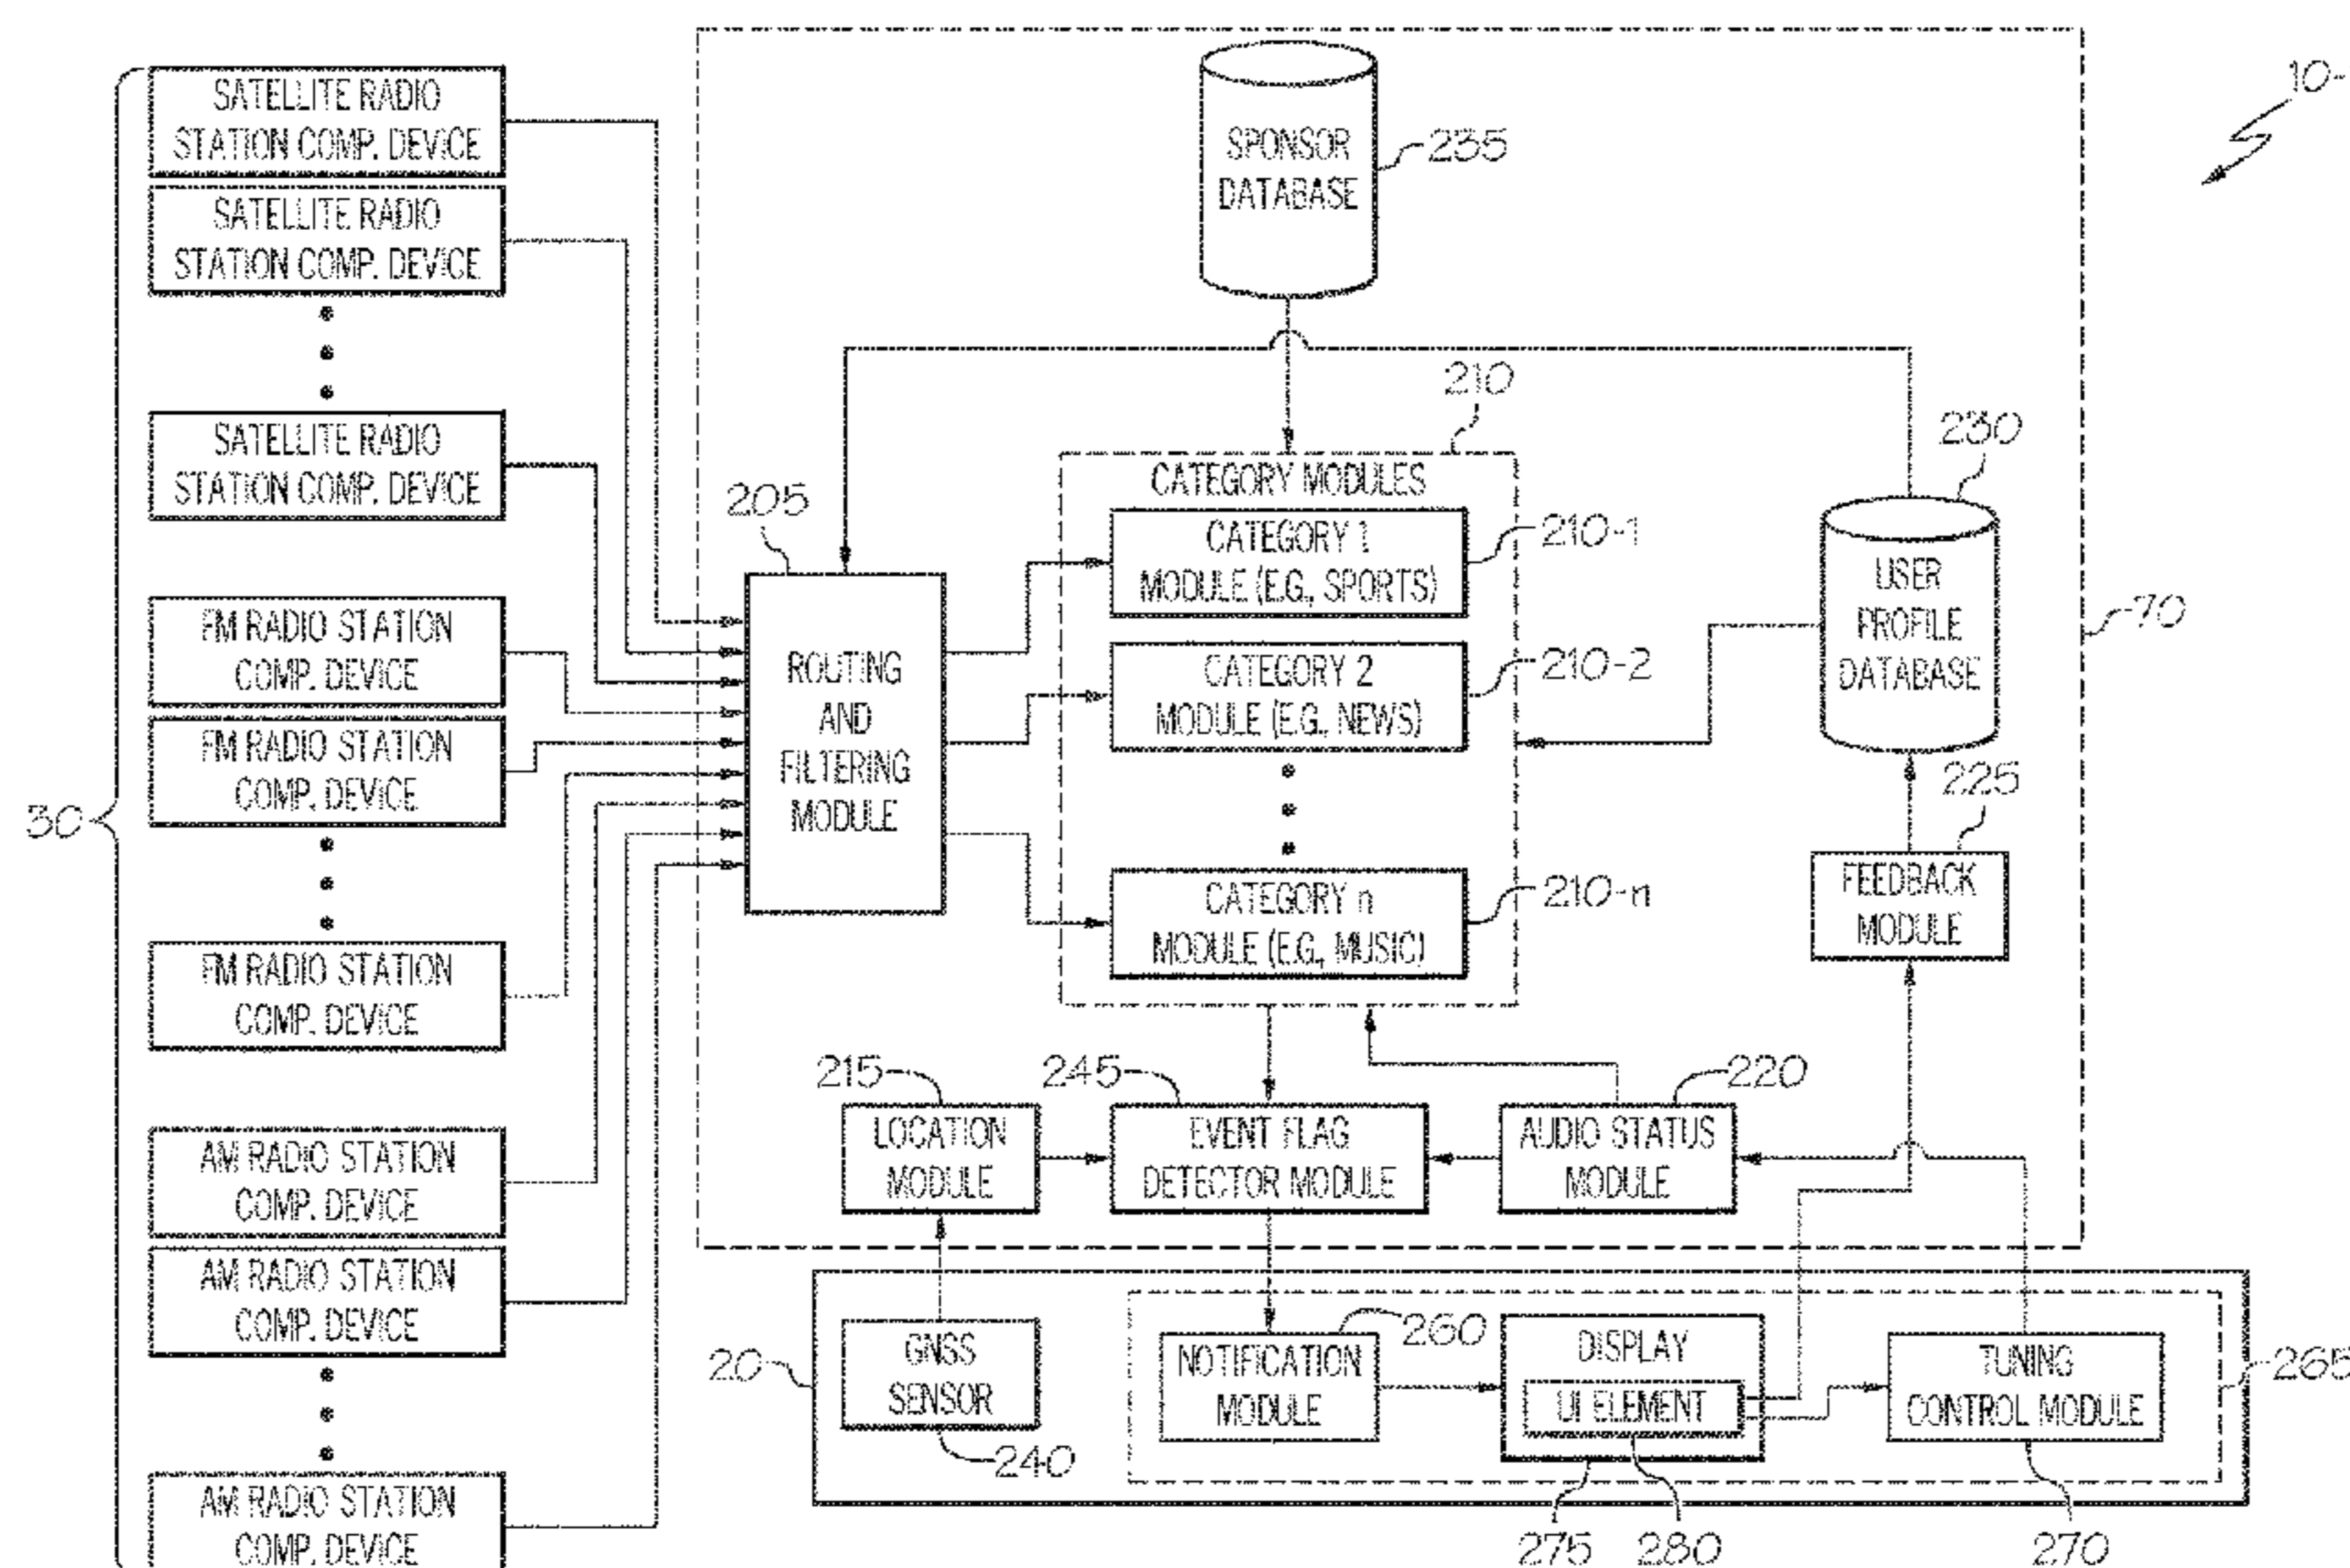 10-
30
SATELLITE RADIO
STATION COMP. DEVICE
SATELLITE RADIO
STATION COMP. DEVICE
SATELLITE RADIO
STATION COMP. DEVICE
FM RADIO STATION
COMP. DEVICE
FM RADIO STATION
COMP. DEVICE
FM RADIO STATION
COMP. DEVICE
AM RADIO STATION
COMP. DEVICE
AM RADIO STATION
COMP. DEVICE
AM RADIO STATION
COMP. DEVICE
SPONSOR
DATABASE
235
205
ROUTING
AND
FILTERING
MODULE
210
CATEGORY MODULES
CATEGORY 1
MODULE (E.G., SPORTS)
210-1
CATEGORY 2
MODULE (E.G., NEWS)
210-2
CATEGORY n
MODULE (E.G., MUSIC)
210-n
230
USER
PROFILE
DATABASE
70
225
FEEDBACK
MODULE
215
LOCATION
MODULE
245
EVENT FLAG
DETECTOR MODULE
220
AUDIO STATUS
MODULE
20
GNSS
SENSOR
240
260
NOTIFICATION
MODULE
DISPLAY
UI ELEMENT
275
280
TUNING
CONTROL MODULE
270
265